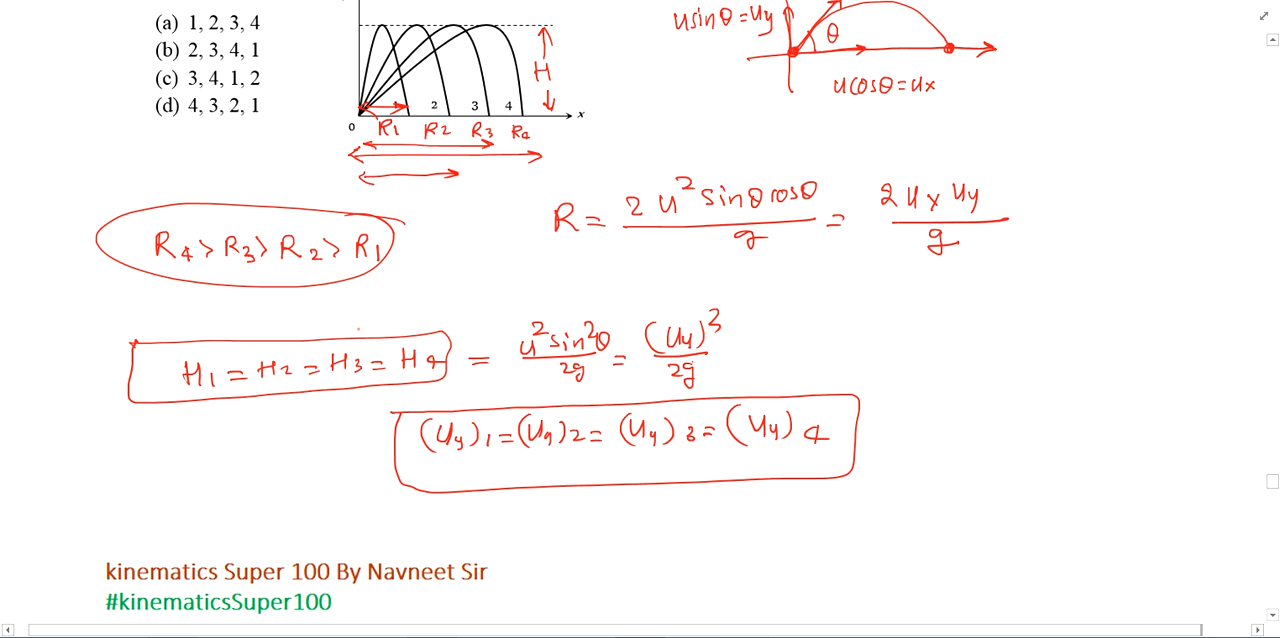 (a) 1, 2, 3, 4
(b) 2, 3, 4, 1
(c) 3, 4, 1, 2
(d) 4, 3, 2, 1
H
2 3 4
0 x
R1 R2 R3 R4
usinθ=uy
θ
ucosθ=ux
R4>R3>R2>R1
R= 2u²sinθcosθ/g = 2uxuy/g
H1=H2=H3=H4 = u²sin²θ/2g = (uy)²/2g
(uy)1=(uy)2=(uy)3=(uy)4
kinematics Super 100 By Navneet Sir
#kinematicsSuper100